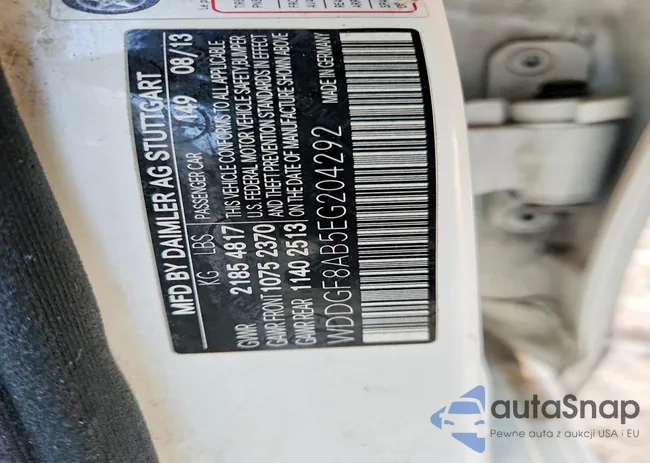 MFD BY DAIMLER AG STUTTGART
149 08/13
KG LBS PASSENGER CAR
GVWR 2185 4817
GAWR FRONT 1075 2370
GAWR REAR 1140 2513
THIS VEHICLE CONFORMS TO ALL APPLICABLE
U.S. FEDERAL MOTOR VEHICLE SAFETY, BUMPER
AND THEFT PREVENTION STANDARDS IN EFFECT
ON THE DATE OF MANUFACTURE SHOWN ABOVE
WDDGF8AB5EG204292
MADE IN GERMANY
autaSnap
Pewne auta z aukcji USA i EU